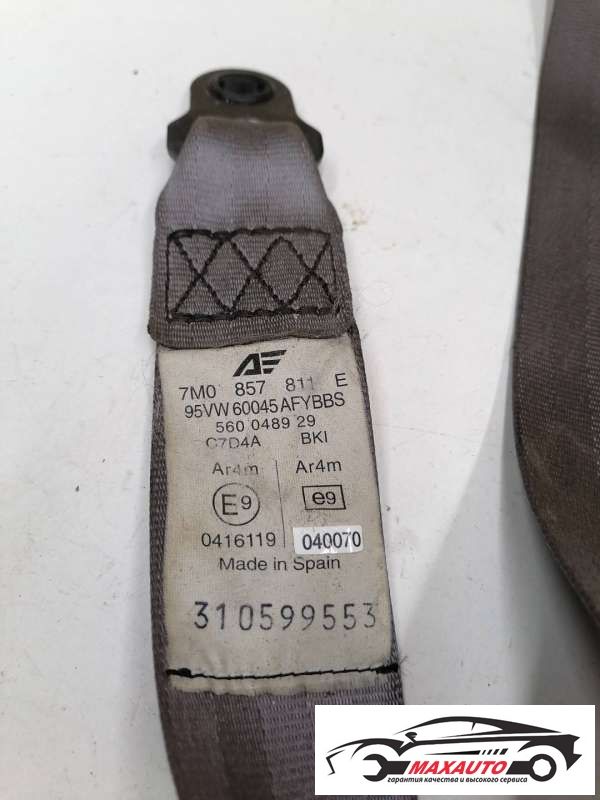 AE
7M0 857 811 E
95VW 60045 AFYBBS
560 0489 29
C7D4A BKI
Ar4m Ar4m
E9 e9
0416119 040070
Made in Spain
310599553
MAXAUTO
гарантия качества и высокого сервиса